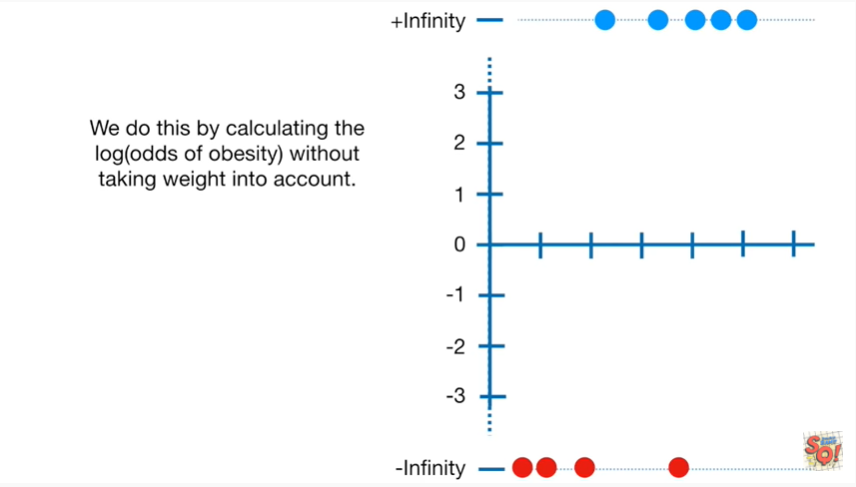 +Infinity
3
We do this by calculating the
2
log(odds of obesity) without
taking weight into account.
1
0
-1
-2
-3
SO!
-Infinity